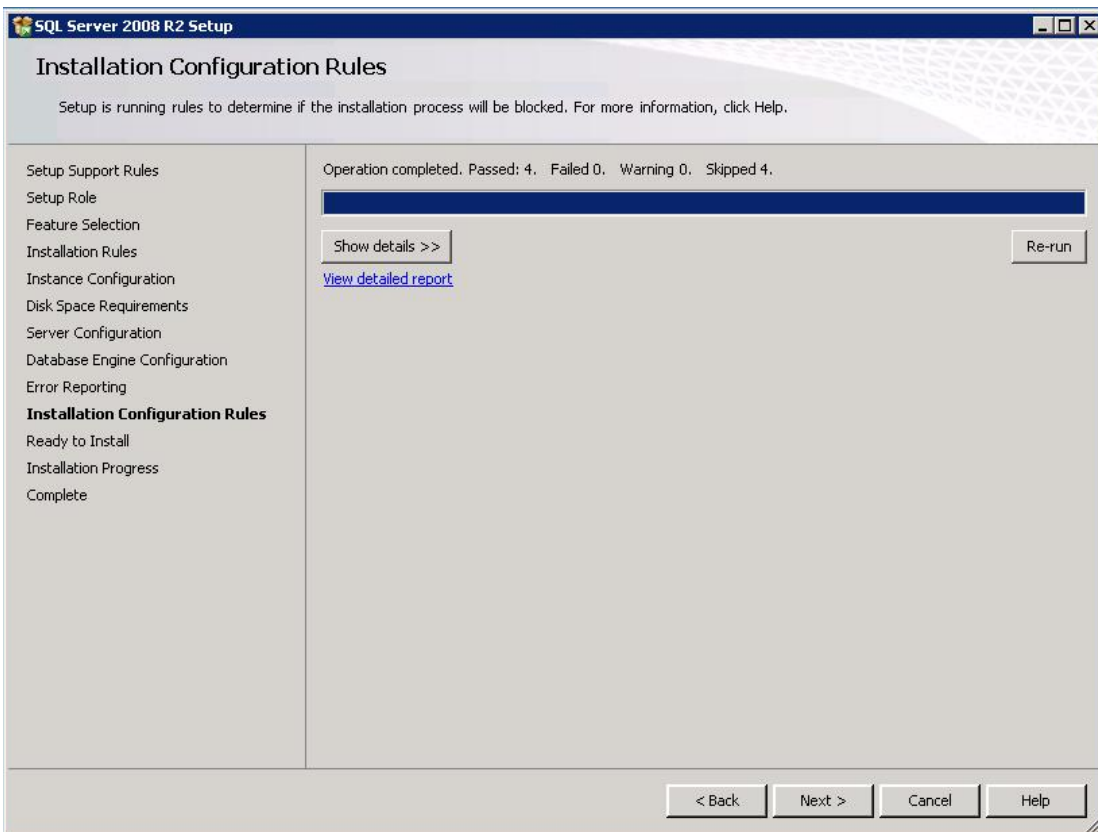 SQL Server 2008 R2 Setup
Installation Configuration Rules
Setup is running rules to determine if the installation process will be blocked. For more information, click Help.
Setup Support Rules
Setup Role
Feature Selection
Installation Rules
Instance Configuration
Disk Space Requirements
Server Configuration
Database Engine Configuration
Error Reporting
Installation Configuration Rules
Ready to Install
Installation Progress
Complete
Operation completed. Passed: 4. Failed 0. Warning 0. Skipped 4.
Show details >>
Re-run
View detailed report
< Back
Next >
Cancel
Help